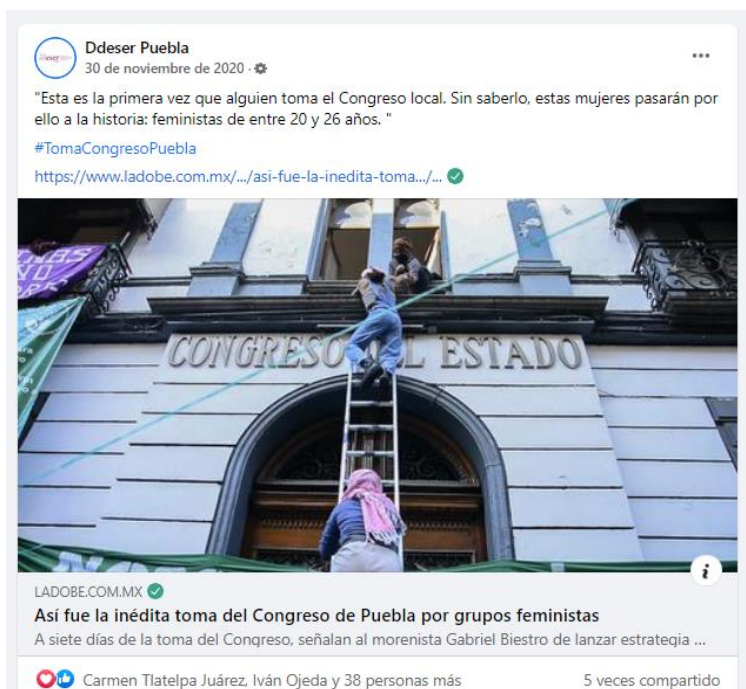 Ddeser Puebla
30 de noviembre de 2020 ·
"Esta es la primera vez que alguien toma el Congreso local. Sin saberlo, estas mujeres pasarán por
ello a la historia: feministas de entre 20 y 26 años. "
#TomaCongresoPuebla
https://www.ladobe.com.mx/.../asi-fue-la-inedita-toma.../...
CONGRESO DEL ESTADO
LADOBE.COM.MX
Así fue la inédita toma del Congreso de Puebla por grupos feministas
A siete días de la toma del Congreso, señalan al morenista Gabriel Biestro de lanzar estrategia ...
Carmen Tlatelpa Juárez, Iván Ojeda y 38 personas más
5 veces compartido